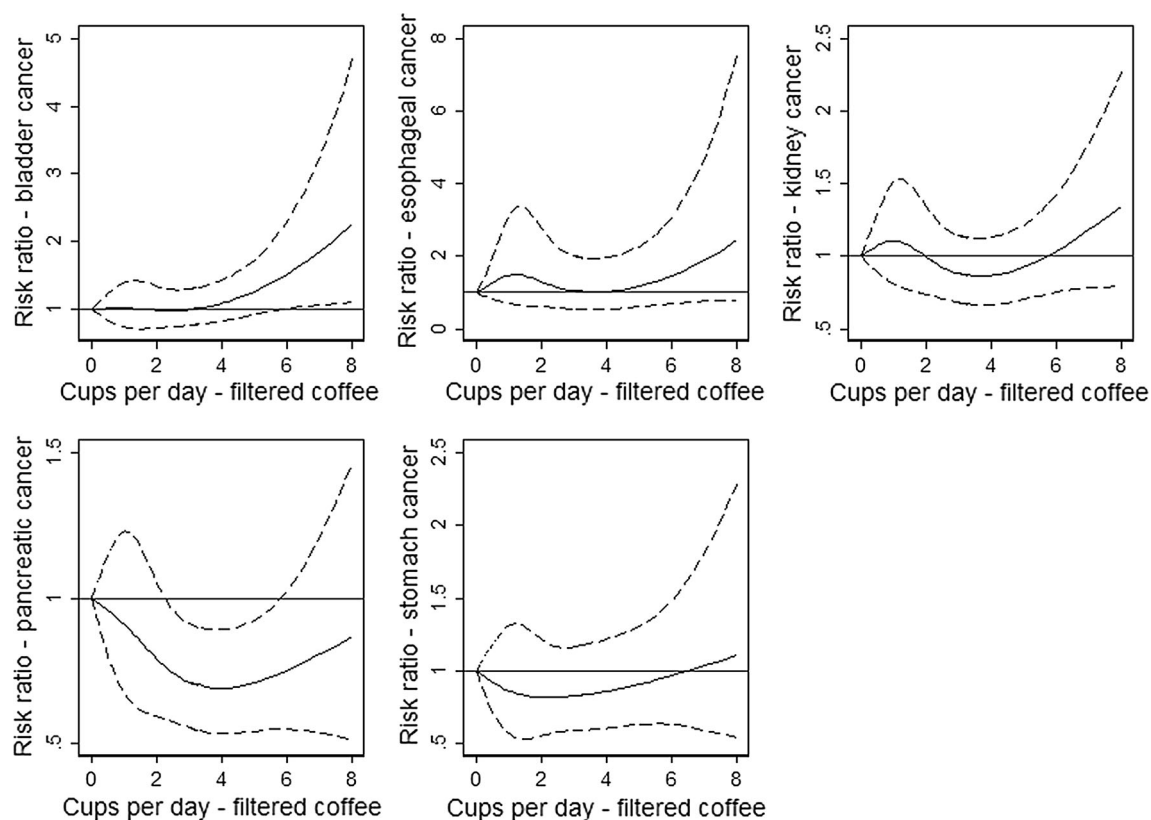 Risk ratio - bladder cancer
5
4
3
2
1
0 2 4 6 8
Cups per day - filtered coffee
Risk ratio - esophageal cancer
8
6
4
2
1
0
0 2 4 6 8
Cups per day - filtered coffee
Risk ratio - kidney cancer
2.5
2
1.5
1
.5
0 2 4 6 8
Cups per day - filtered coffee
Risk ratio - pancreatic cancer
1.5
1
.5
0 2 4 6 8
Cups per day - filtered coffee
Risk ratio - stomach cancer
2.5
2
1.5
1
.5
0 2 4 6 8
Cups per day - filtered coffee